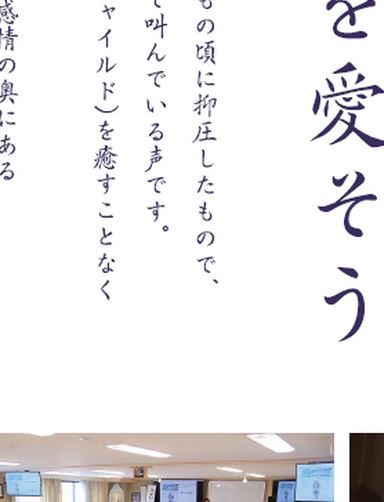 を愛そう
もの頃に抑圧したもので、
て叫んでいる声です。
ャイルド）を癒すことなく
感情の奥にある